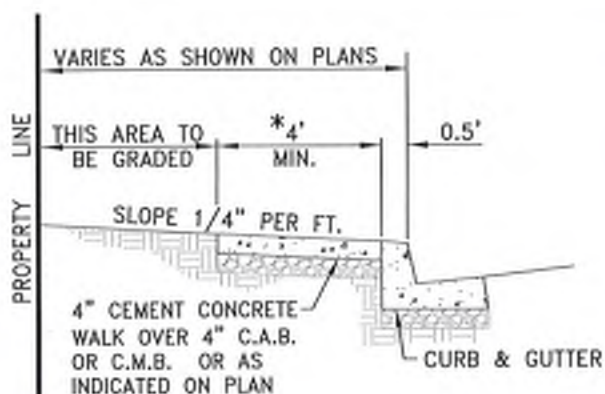 VARIES AS SHOWN ON PLANS
THIS AREA TO
BE GRADED
*4'
MIN.
0.5'
PROPERTY LINE
SLOPE 1/4" PER FT.
4" CEMENT CONCRETE
WALK OVER 4" C.A.B.
OR C.M.B. OR AS
INDICATED ON PLAN
CURB & GUTTER